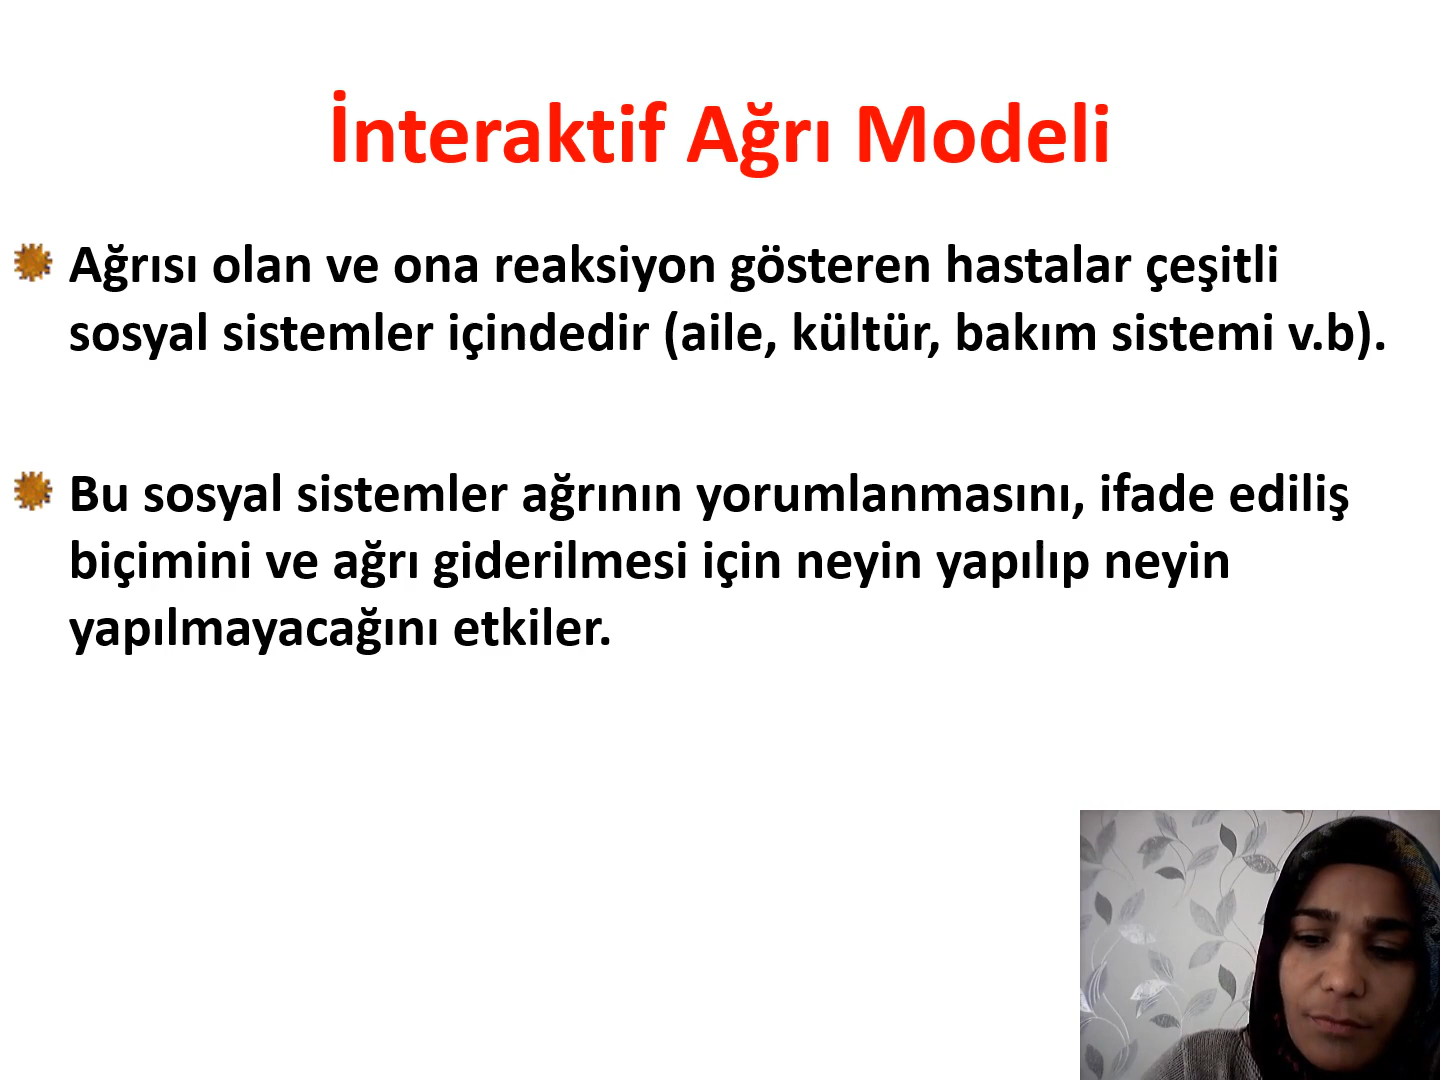 İnteraktif Ağrı Modeli
Ağrısı olan ve ona reaksiyon gösteren hastalar çeşitli
sosyal sistemler içindedir (aile, kültür, bakım sistemi v.b).
Bu sosyal sistemler ağrının yorumlanmasını, ifade ediliş
biçimini ve ağrı giderilmesi için neyin yapılıp neyin
yapılmayacağını etkiler.